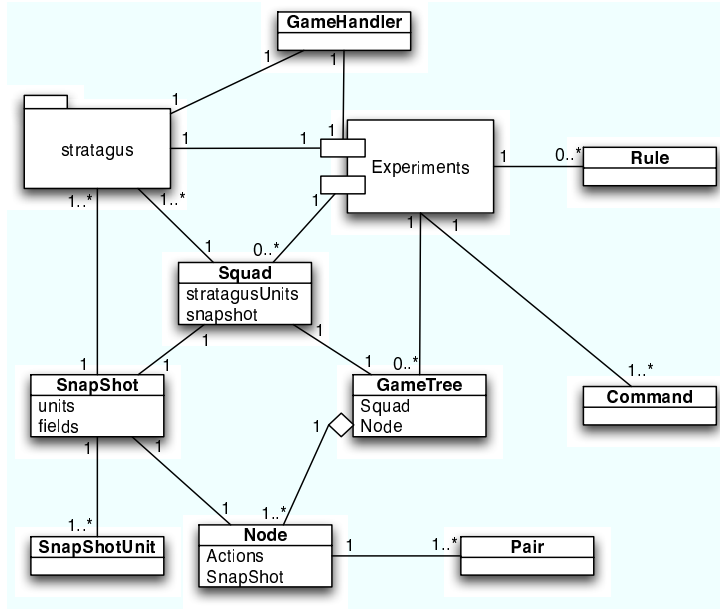 GameHandler
1
1
1
stratagus
1
1
1
Experiments
1
0..*
Rule
1..*
1..*
1
1
1
1
0..*
Squad
stratagusUnits
snapshot
1
1
1
1
1
0..*
1..*
SnapShot
units
fields
GameTree
Squad
Node
Command
1
1
1
1
1..*
1..*
SnapShotUnit
Node
Actions
SnapShot
1
1..*
Pair